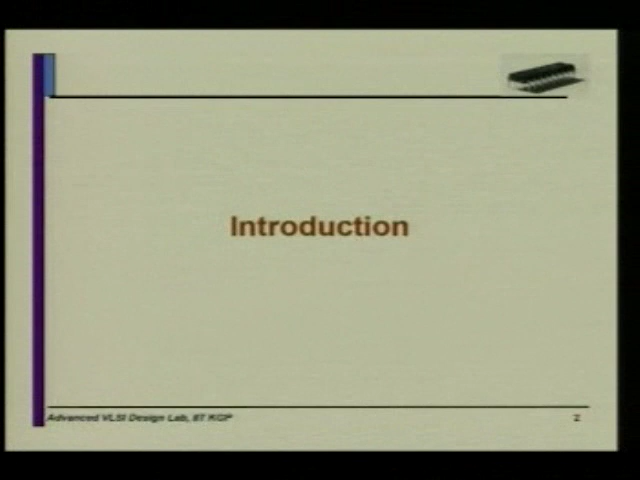 Introduction
Advanced VLSI Design Lab, IIT KGP
2